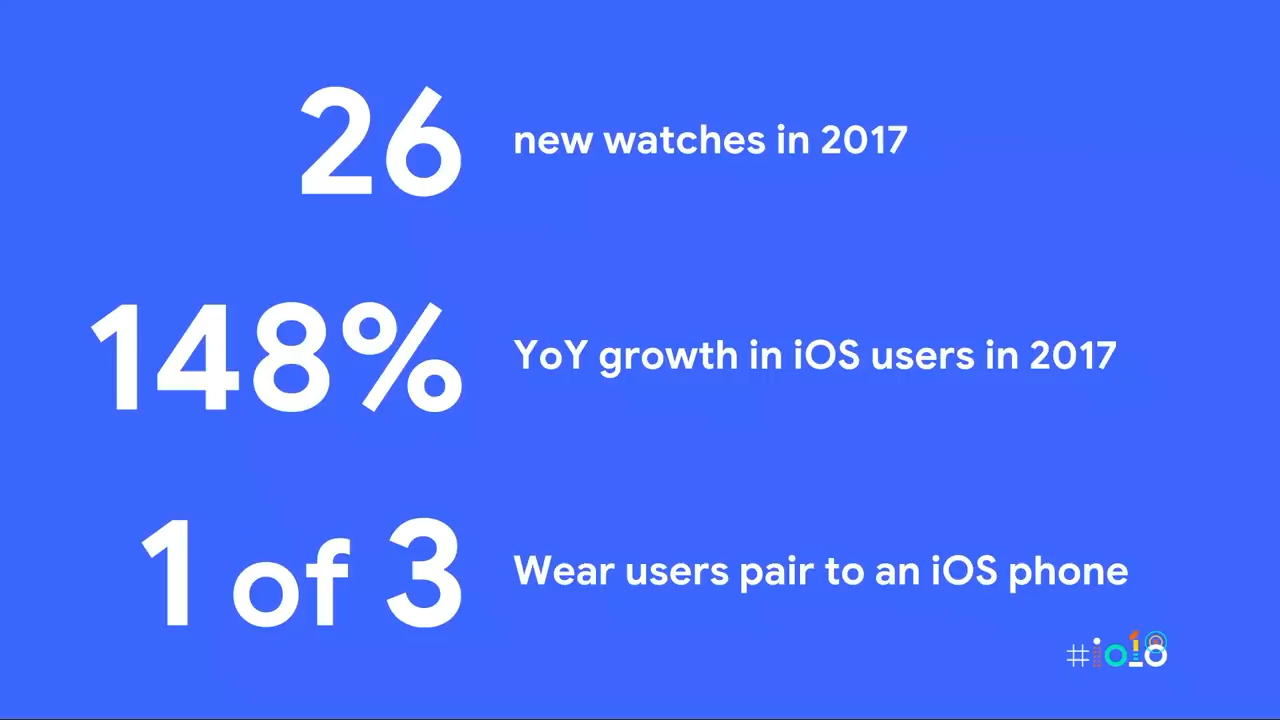 26 new watches in 2017
148% YoY growth in iOS users in 2017
1 of 3 Wear users pair to an iOS phone
#io18